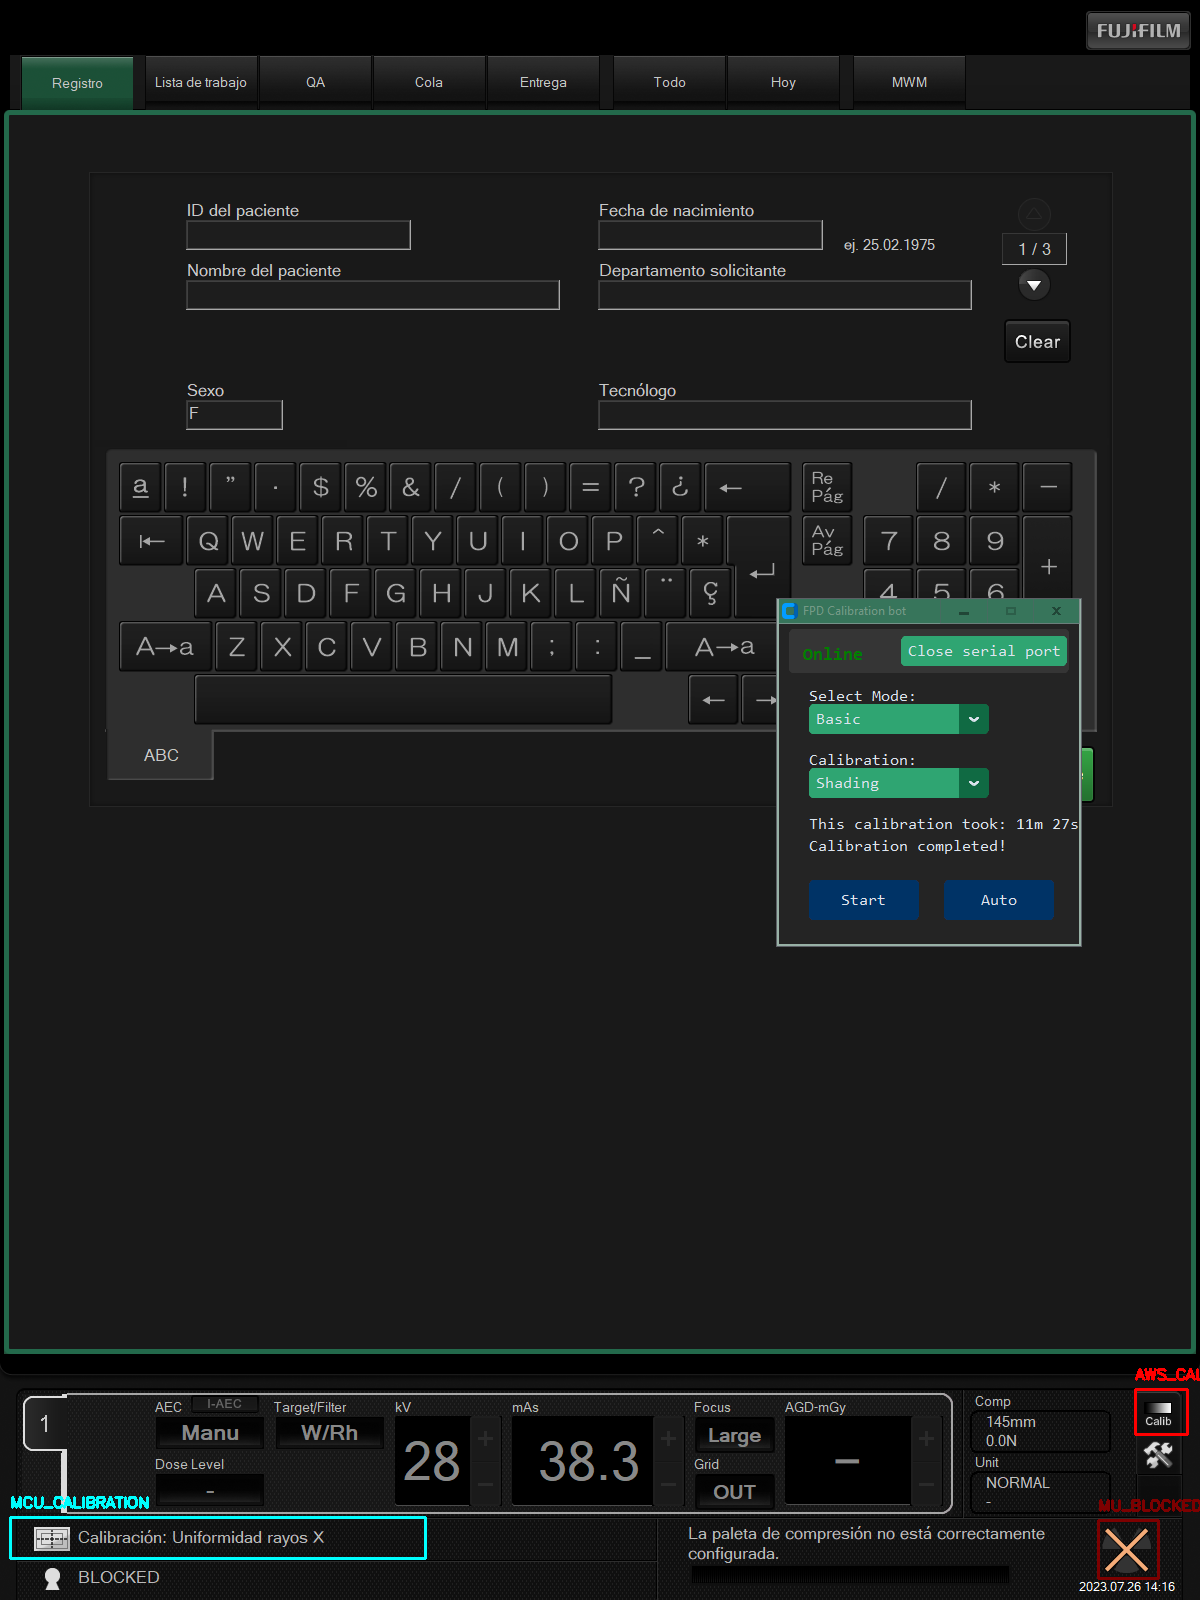 FUJIFILM
Registro
Lista de trabajo
QA
Cola
Entrega
Todo
Hoy
MWM
ID del paciente
Fecha de nacimiento
ej. 25.02.1975
1 / 3
Nombre del paciente
Departamento solicitante
Clear
Sexo
F
Tecnólogo
a ! " · $ % & / ( ) = ? ¿ ← Re Pág / * −
|← Q W E R T Y U I O P ^ * Av Pág 7 8 9 +
A S D F G H J K L Ñ ¨ ç 4 5 6
A→a Z X C V B N M ; : _ A→a
← →
ABC
FPD Calibration bot
Online
Close serial port
Select Mode:
Basic
Calibration:
Shading
This calibration took: 11m 27s
Calibration completed!
Start
Auto
AWS_CAL
1
AEC
I-AEC
Manu
Dose Level
-
Target/Filter
W/Rh
kV
28
mAs
38.3
Focus
Large
Grid
OUT
AGD-mGy
–
Comp
145mm
0.0N
Unit
NORMAL
-
Calib
MCU_CALIBRATION
Calibración: Uniformidad rayos X
BLOCKED
La paleta de compresión no está correctamente
configurada.
MU_BLOCKED
2023.07.26 14:16